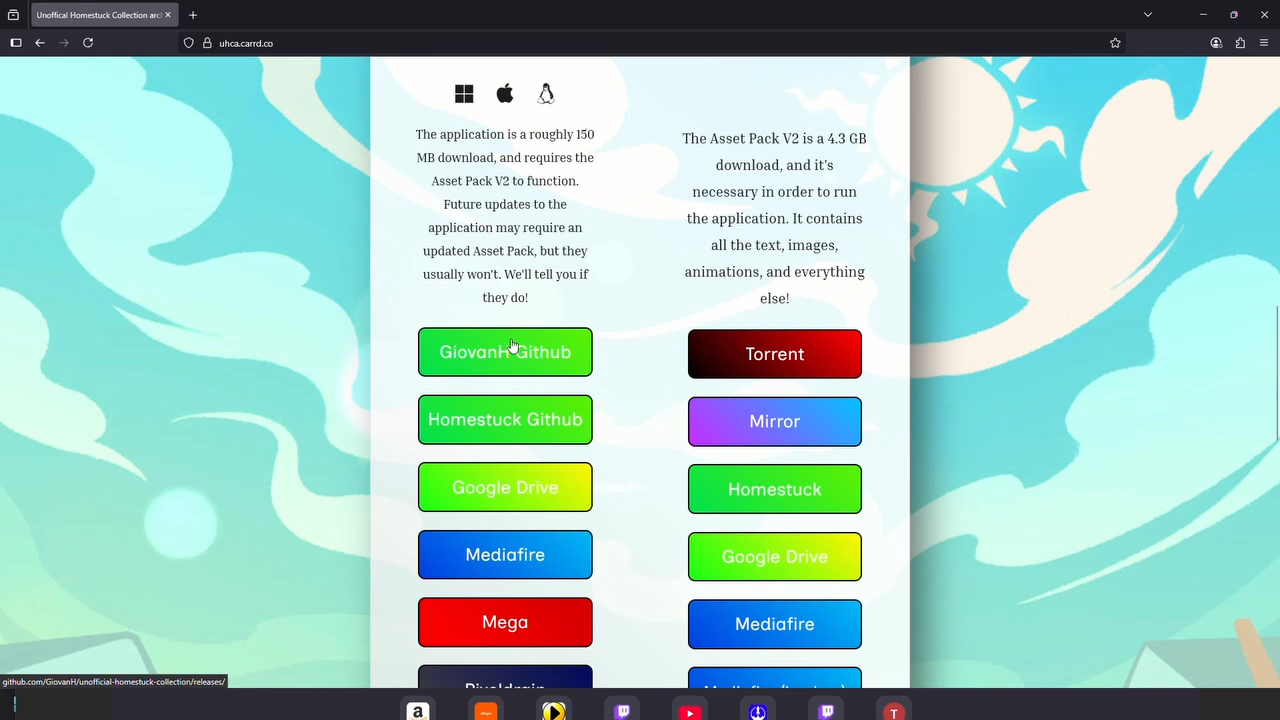 Unoffical Homestuck Collection arc
uhca.carrd.co
The application is a roughly 150
MB download, and requires the
Asset Pack V2 to function.
Future updates to the
application may require an
updated Asset Pack, but they
usually won't. We'll tell you if
they do!
GiovanH Github
Homestuck Github
Google Drive
Mediafire
Mega
Pixeldrain
The Asset Pack V2 is a 4.3 GB
download, and it's
necessary in order to run
the application. It contains
all the text, images,
animations, and everything
else!
Torrent
Mirror
Homestuck
Google Drive
Mediafire
github.com/GiovanH/unofficial-homestuck-collection/releases/
a
T